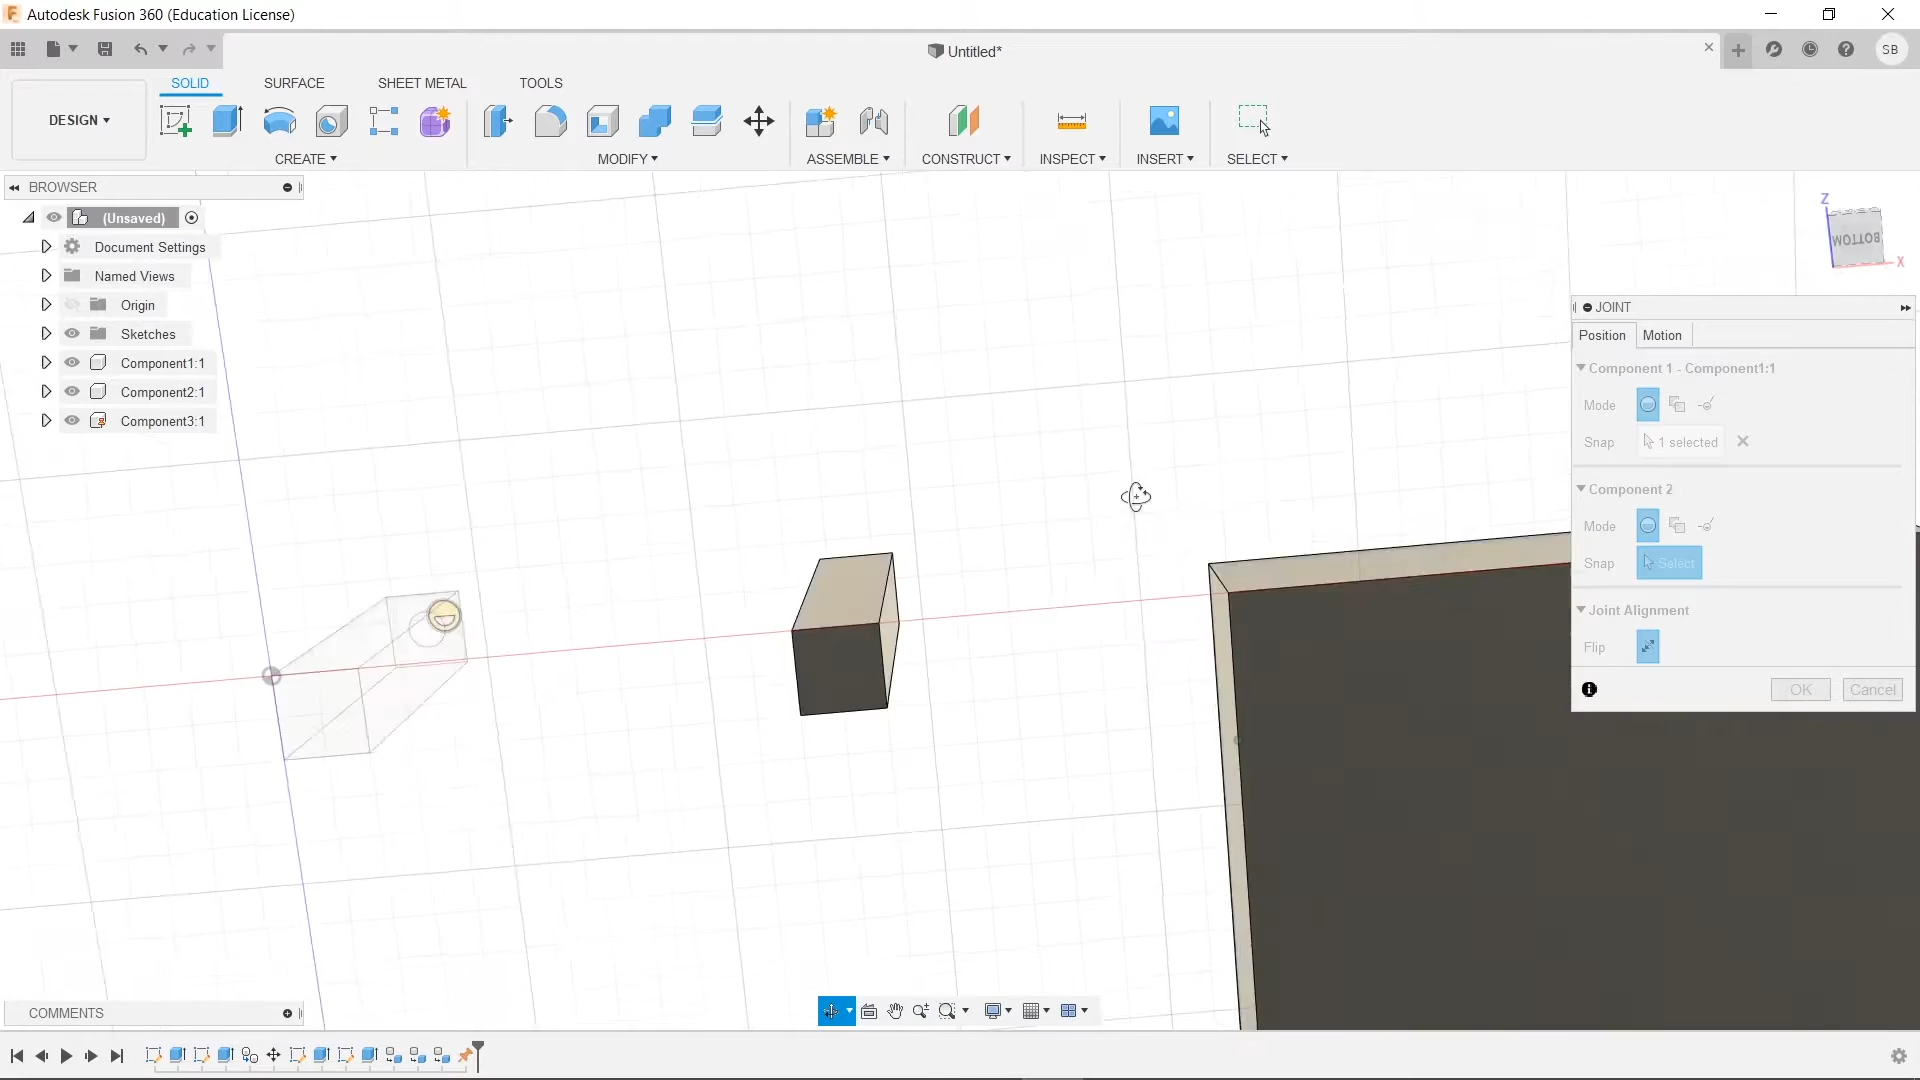 Autodesk Fusion 360 (Education License)
Untitled*
SB
DESIGN
SOLID
SURFACE
SHEET METAL
TOOLS
CREATE
MODIFY
ASSEMBLE
CONSTRUCT
INSPECT
INSERT
SELECT
BROWSER
(Unsaved)
Document Settings
Named Views
Origin
Sketches
Component1:1
Component2:1
Component3:1
Z
BOTTOM
X
JOINT
Position
Motion
Component 1 - Component1:1
Mode
Snap
1 selected
Component 2
Mode
Snap
Select
Joint Alignment
Flip
OK
Cancel
COMMENTS